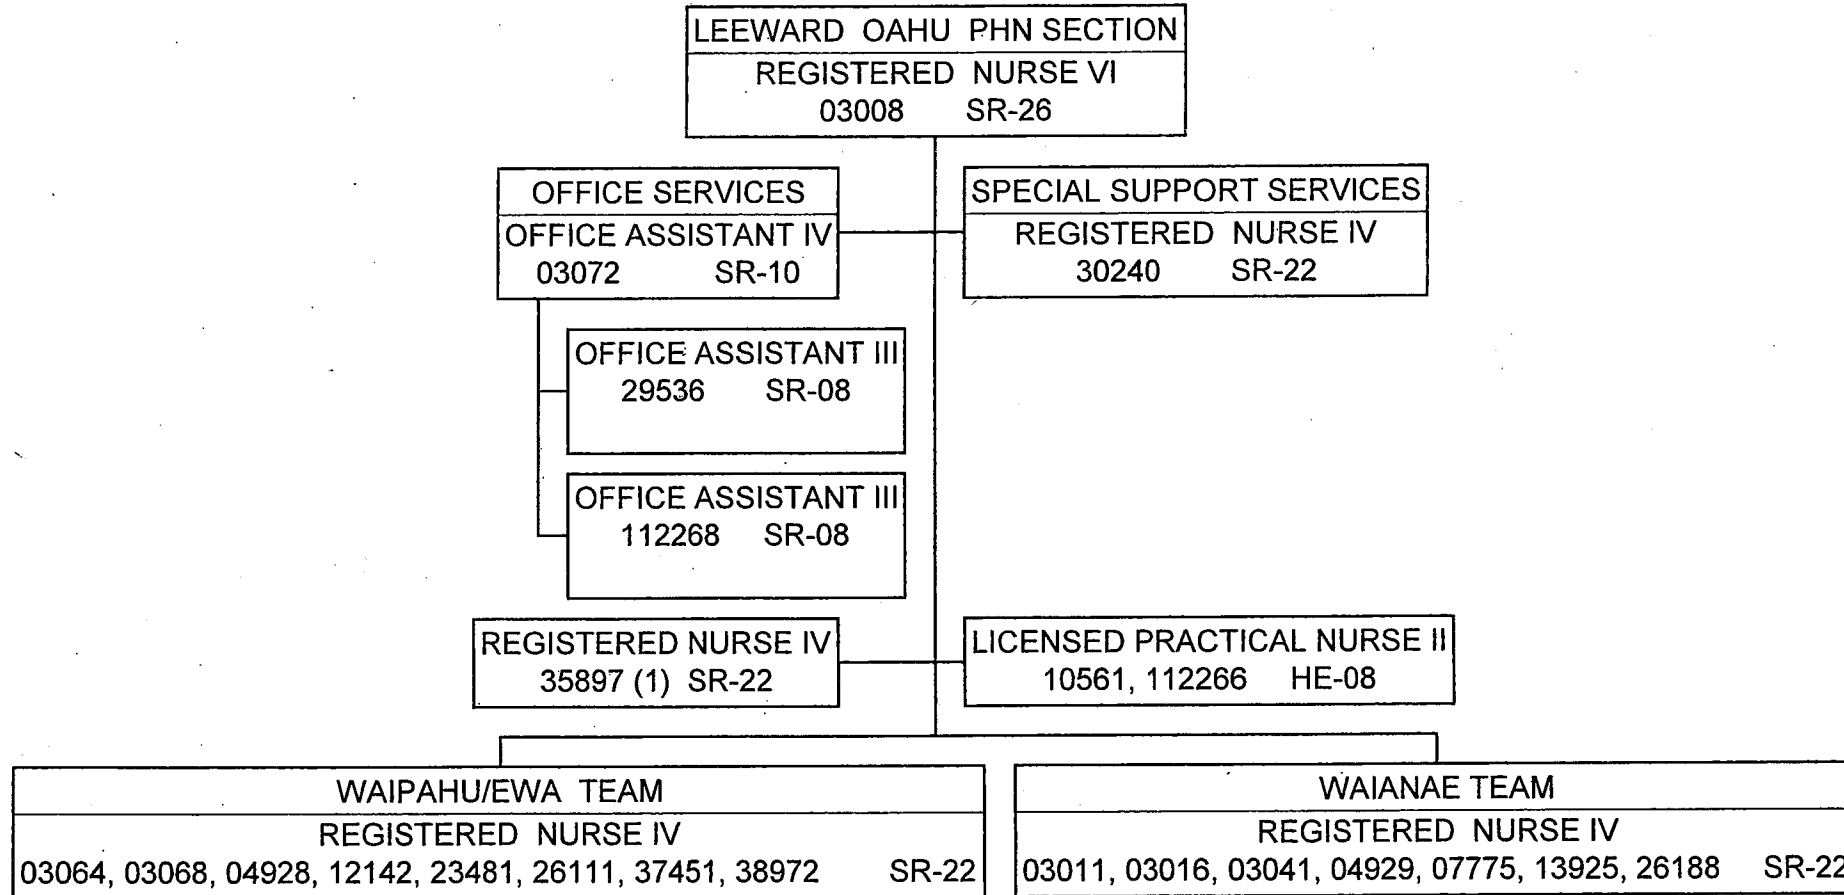 LEEWARD OAHU PHN SECTION
REGISTERED NURSE VI
03008 SR-26
OFFICE SERVICES
OFFICE ASSISTANT IV
03072 SR-10
SPECIAL SUPPORT SERVICES
REGISTERED NURSE IV
30240 SR-22
OFFICE ASSISTANT III
29536 SR-08
OFFICE ASSISTANT III
112268 SR-08
REGISTERED NURSE IV
35897 (1) SR-22
LICENSED PRACTICAL NURSE II
10561, 112266 HE-08
WAIPAHU/EWA TEAM
REGISTERED NURSE IV
03064, 03068, 04928, 12142, 23481, 26111, 37451, 38972 SR-22
WAIANAE TEAM
REGISTERED NURSE IV
03011, 03016, 03041, 04929, 07775, 13925, 26188 SR-22